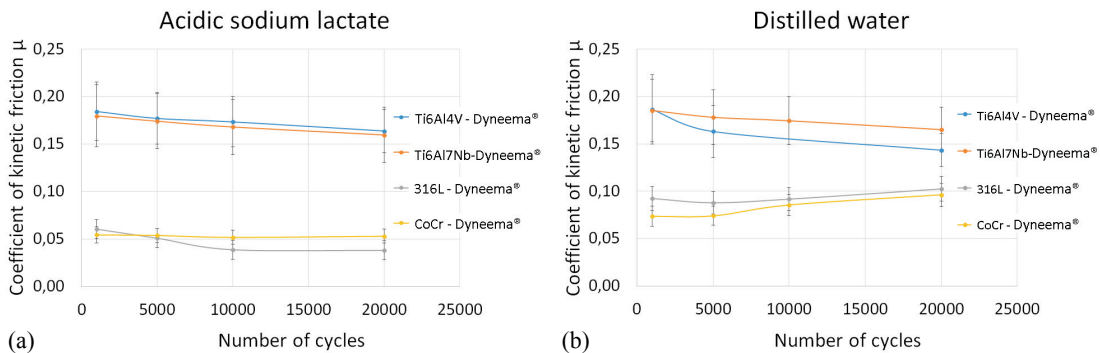 Acidic sodium lactate
Coefficient of kinetic friction μ
0,25
0,20
0,15
0,10
0,05
0,00
0 5000 10000 15000 20000 25000
Number of cycles
Ti6Al4V - Dyneema®
Ti6Al7Nb-Dyneema®
316L - Dyneema®
CoCr - Dyneema®
(a)
Distilled water
Coefficient of kinetic friction μ
0,25
0,20
0,15
0,10
0,05
0,00
0 5000 10000 15000 20000 25000
Number of cycles
Ti6Al4V - Dyneema®
Ti6Al7Nb-Dyneema®
316L - Dyneema®
CoCr - Dyneema®
(b)